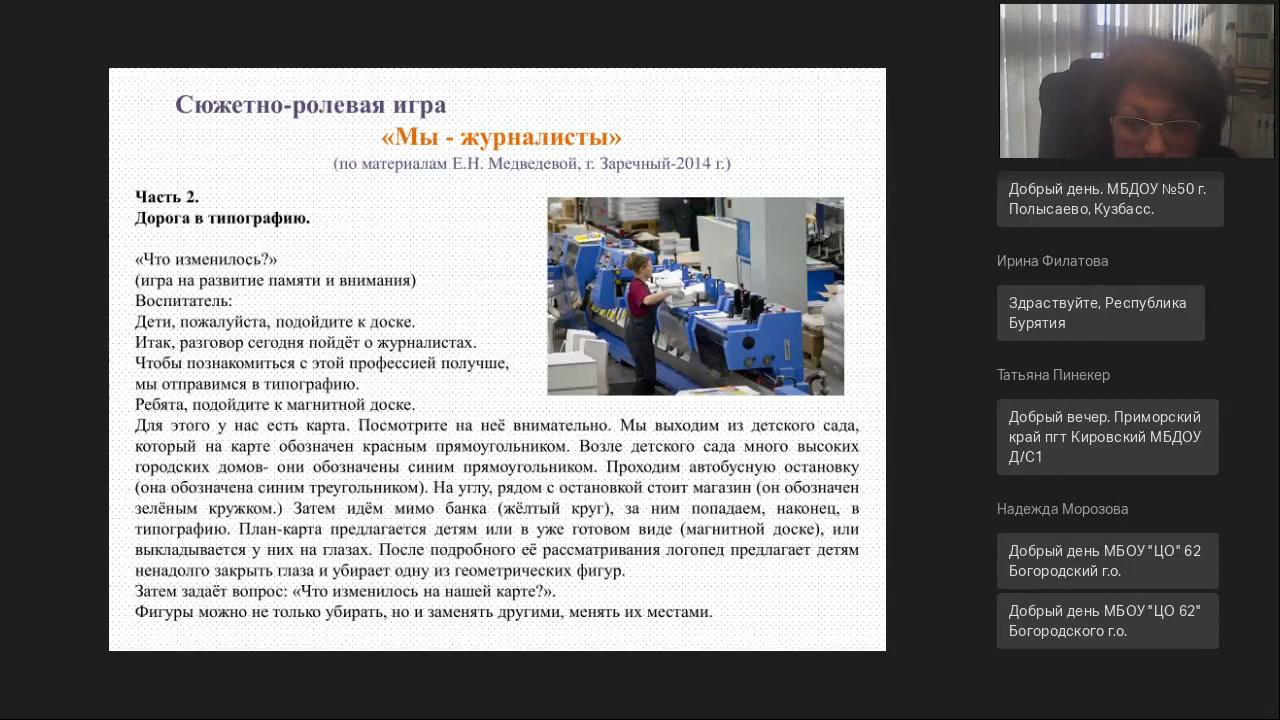 Сюжетно-ролевая игра
«Мы - журналисты»
(по материалам Е.Н. Медведевой, г. Заречный-2014 г.)
Часть 2.
Дорога в типографию.
«Что изменилось?»
(игра на развитие памяти и внимания)
Воспитатель:
Дети, пожалуйста, подойдите к доске.
Итак, разговор сегодня пойдёт о журналистах.
Чтобы познакомиться с этой профессией получше,
мы отправимся в типографию.
Ребята, подойдите к магнитной доске.
Для этого у нас есть карта. Посмотрите на неё внимательно. Мы выходим из детского сада,
который на карте обозначен красным прямоугольником. Возле детского сада много высоких
городских домов- они обозначены синим прямоугольником. Проходим автобусную остановку
(она обозначена синим треугольником). На углу, рядом с остановкой стоит магазин (он обозначен
зелёным кружком.) Затем идём мимо банка (жёлтый круг), за ним попадаем, наконец, в
типографию. План-карта предлагается детям или в уже готовом виде (магнитной доске), или
выкладывается у них на глазах. После подробного её рассматривания логопед предлагает детям
ненадолго закрыть глаза и убирает одну из геометрических фигур.
Затем задаёт вопрос: «Что изменилось на нашей карте?».
Фигуры можно не только убирать, но и заменять другими, менять их местами.
Добрый день. МБДОУ №50 г.
Полысаево, Кузбасс.
Ирина Филатова
Здраствуйте, Республика
Бурятия
Татьяна Пинекер
Добрый вечер. Приморский
край пгт Кировский МБДОУ
Д/С1
Надежда Морозова
Добрый день МБОУ "ЦО" 62
Богородский г.о.
Добрый день МБОУ "ЦО 62"
Богородского г.о.